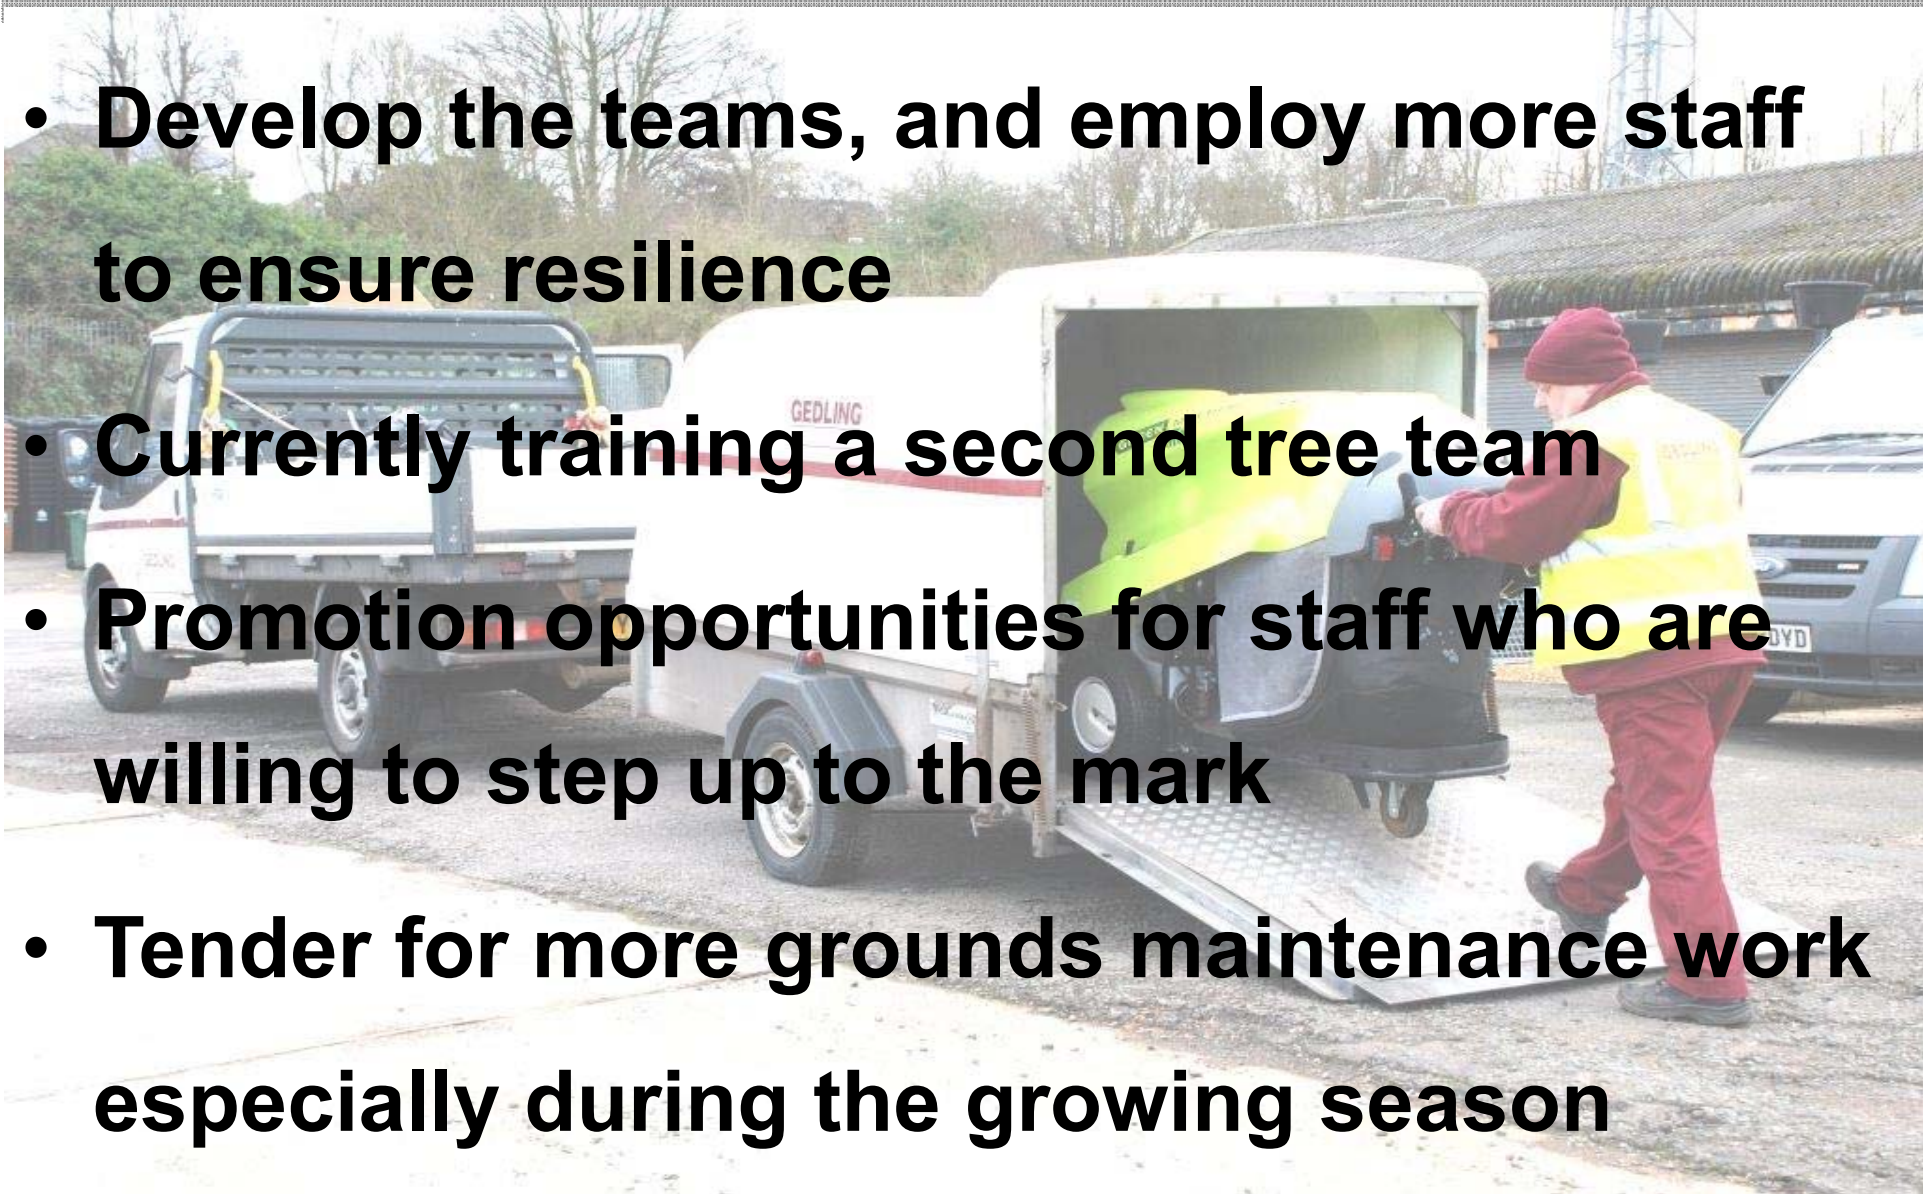 • Develop the teams, and employ more staff
to ensure resilience
• Currently training a second tree team
• Promotion opportunities for staff who are
willing to step up to the mark
• Tender for more grounds maintenance work
especially during the growing season
GEDLING